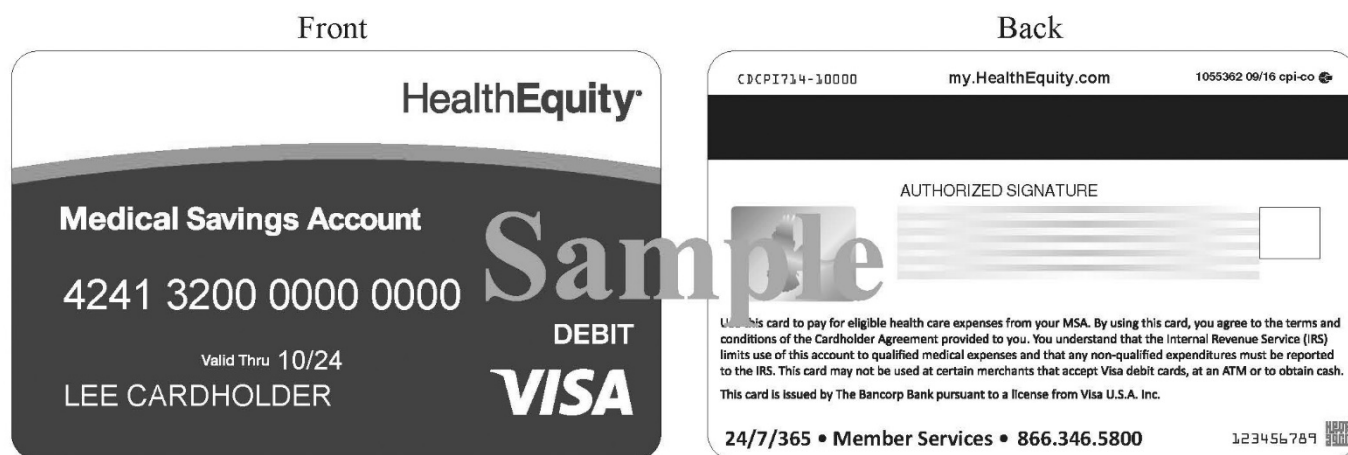 Front
HealthEquity
Medical Savings Account
4241 3200 0000 0000
DEBIT
Valid Thru 10/24
LEE CARDHOLDER
VISA
Sample
Back
CDCPI714-10000 my.HealthEquity.com 1055362 09/16 cpi-co
AUTHORIZED SIGNATURE
Use this card to pay for eligible health care expenses from your MSA. By using this card, you agree to the terms and
conditions of the Cardholder Agreement provided to you. You understand that the Internal Revenue Service (IRS)
limits use of this account to qualified medical expenses and that any non-qualified expenditures must be reported
to the IRS. This card may not be used at certain merchants that accept Visa debit cards, at an ATM or to obtain cash.
This card is issued by The Bancorp Bank pursuant to a license from Visa U.S.A. Inc.
24/7/365 • Member Services • 866.346.5800 123456789